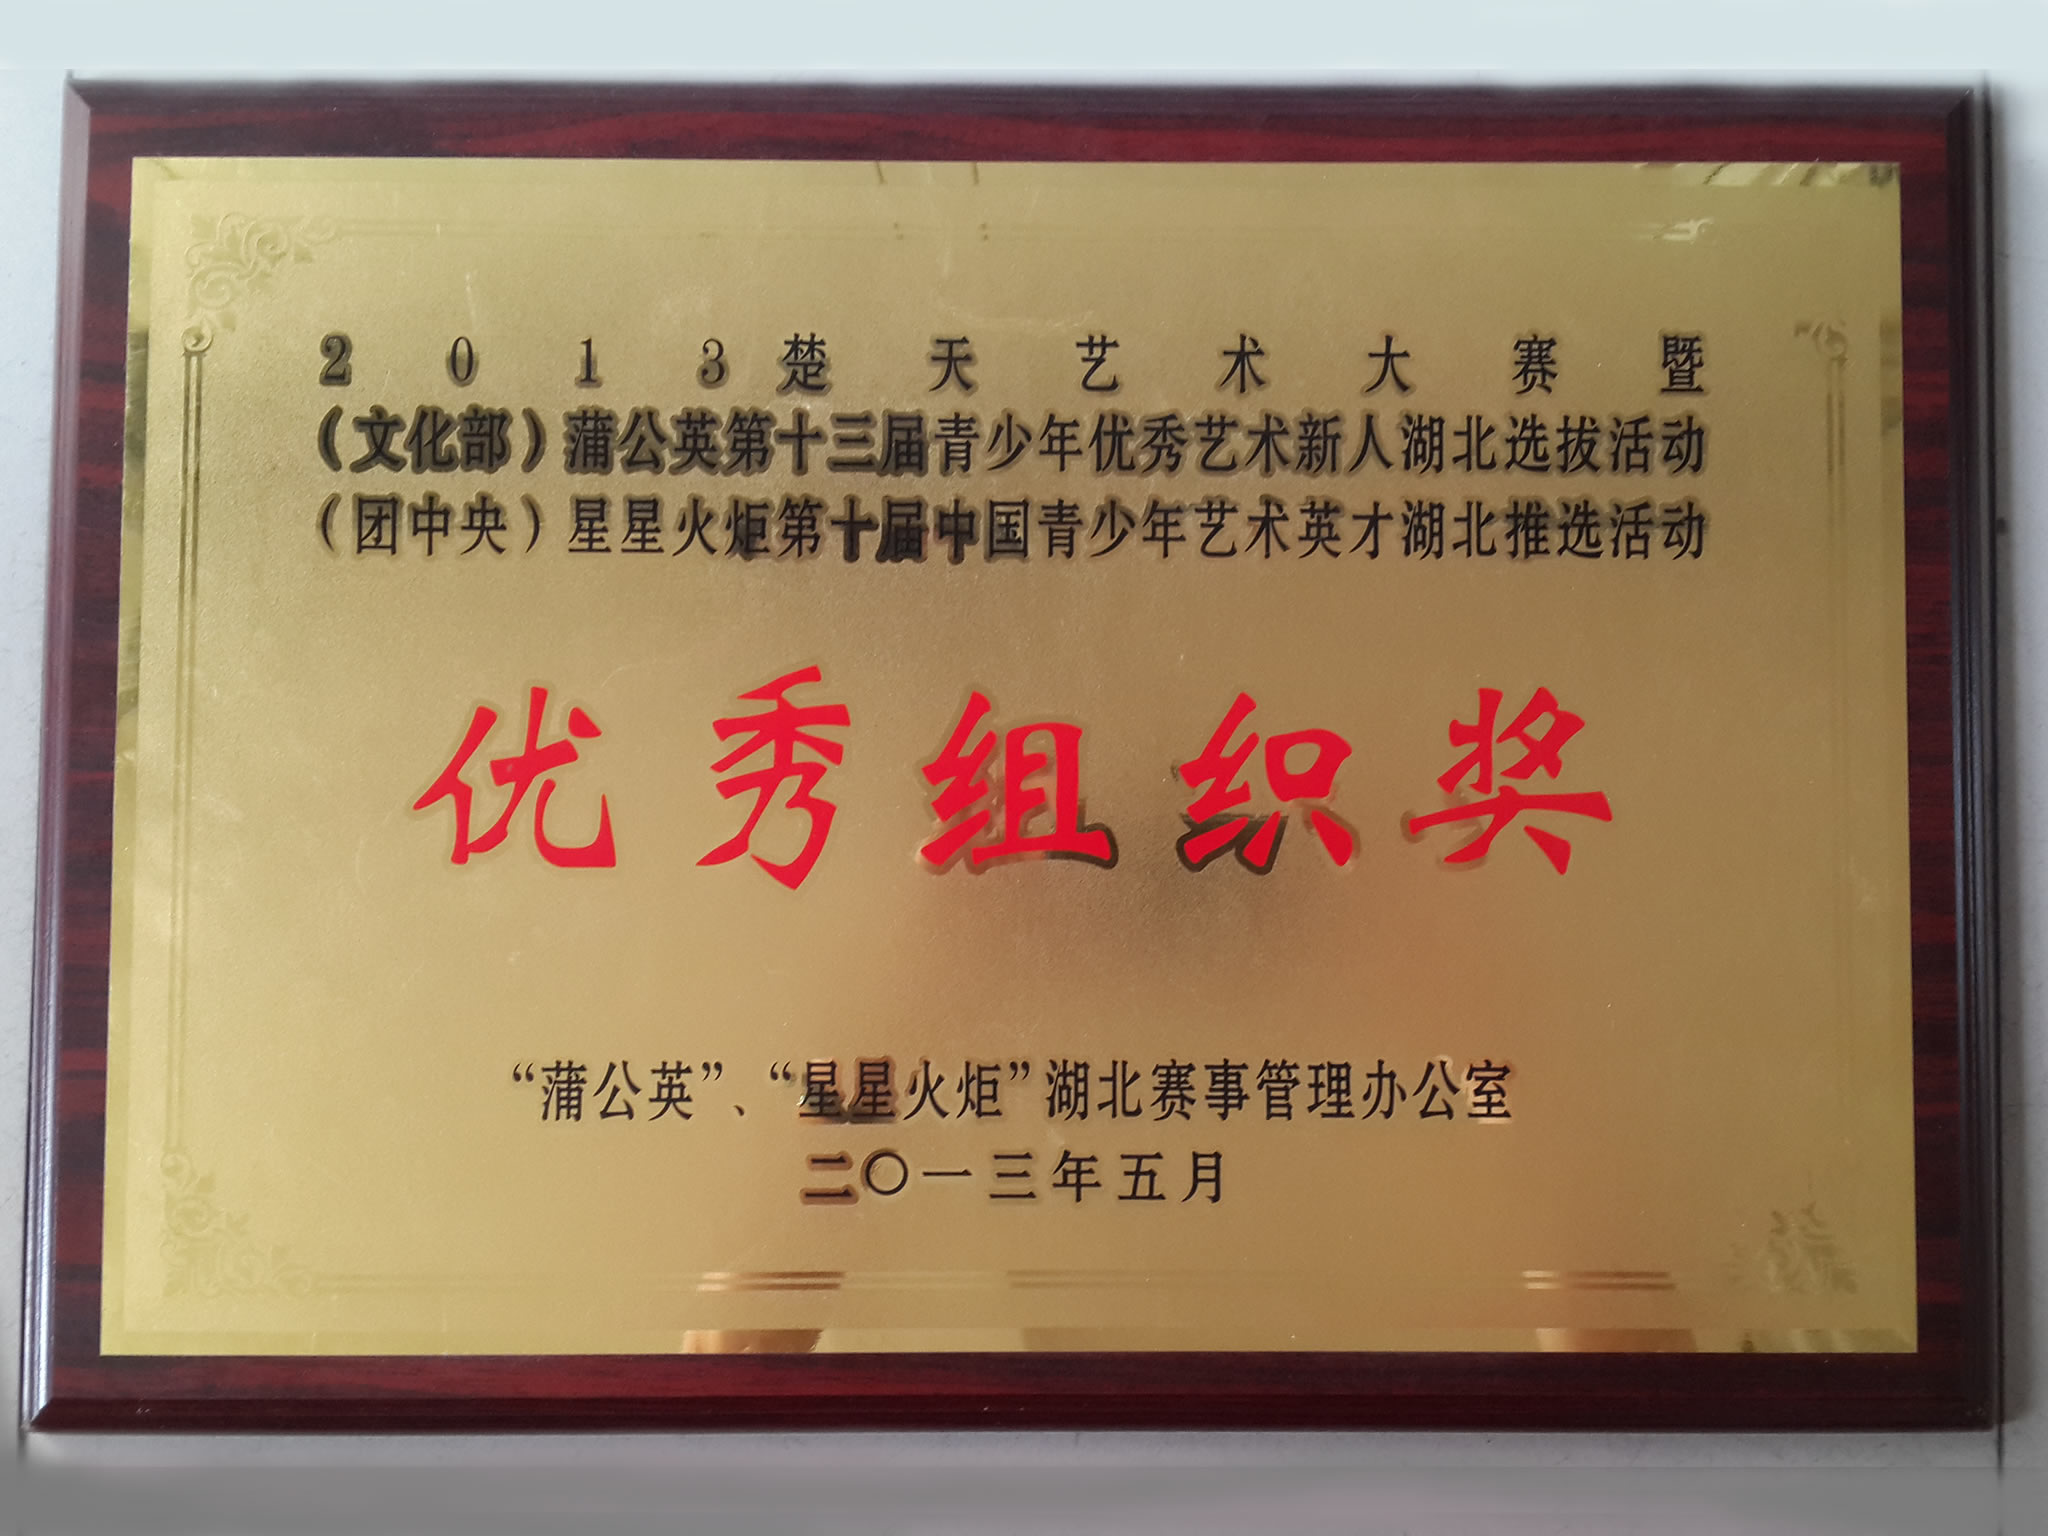 2013楚天艺术大赛暨
（文化部）蒲公英第十三届青少年优秀艺术新人湖北选拔活动
（团中央）星星火炬第十届中国青少年艺术英才湖北推选活动
优秀组织奖
“蒲公英”、“星星火炬”湖北赛事管理办公室
二〇一三年五月